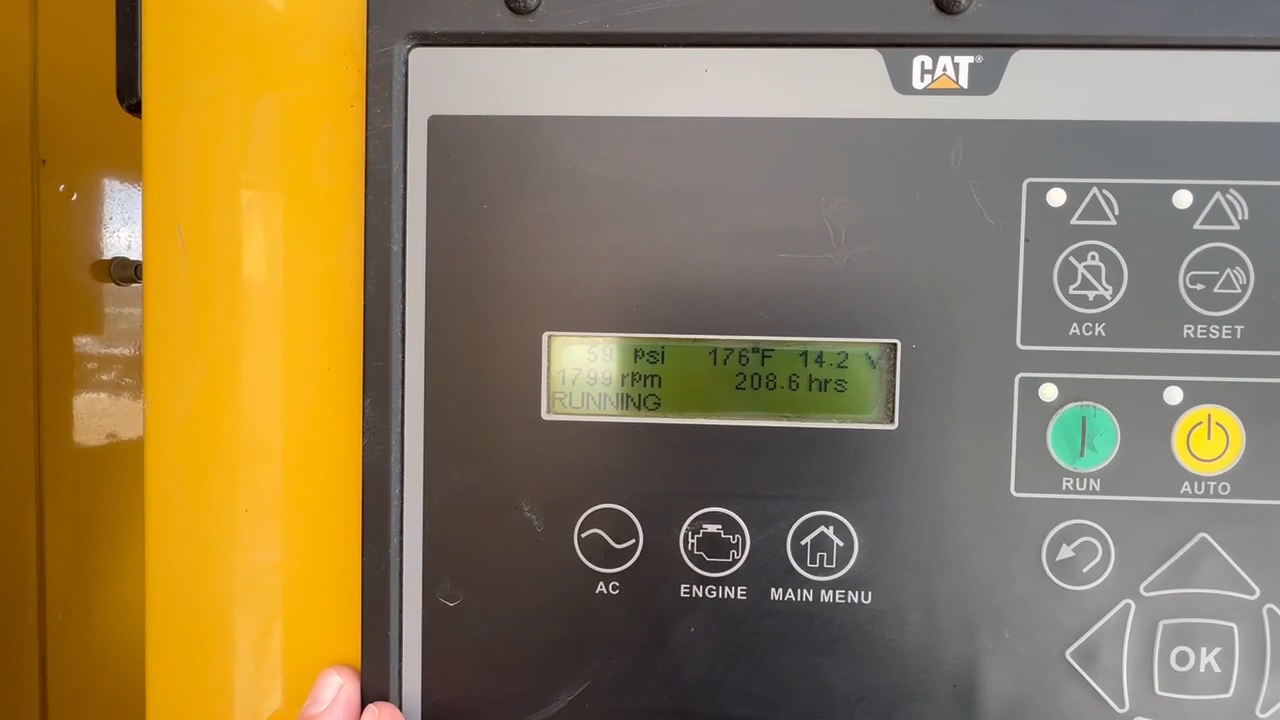 CAT®
59 psi 176°F 14.2 V
1799 rpm 208.6 hrs
RUNNING
ACK RESET
RUN AUTO
AC ENGINE MAIN MENU
OK